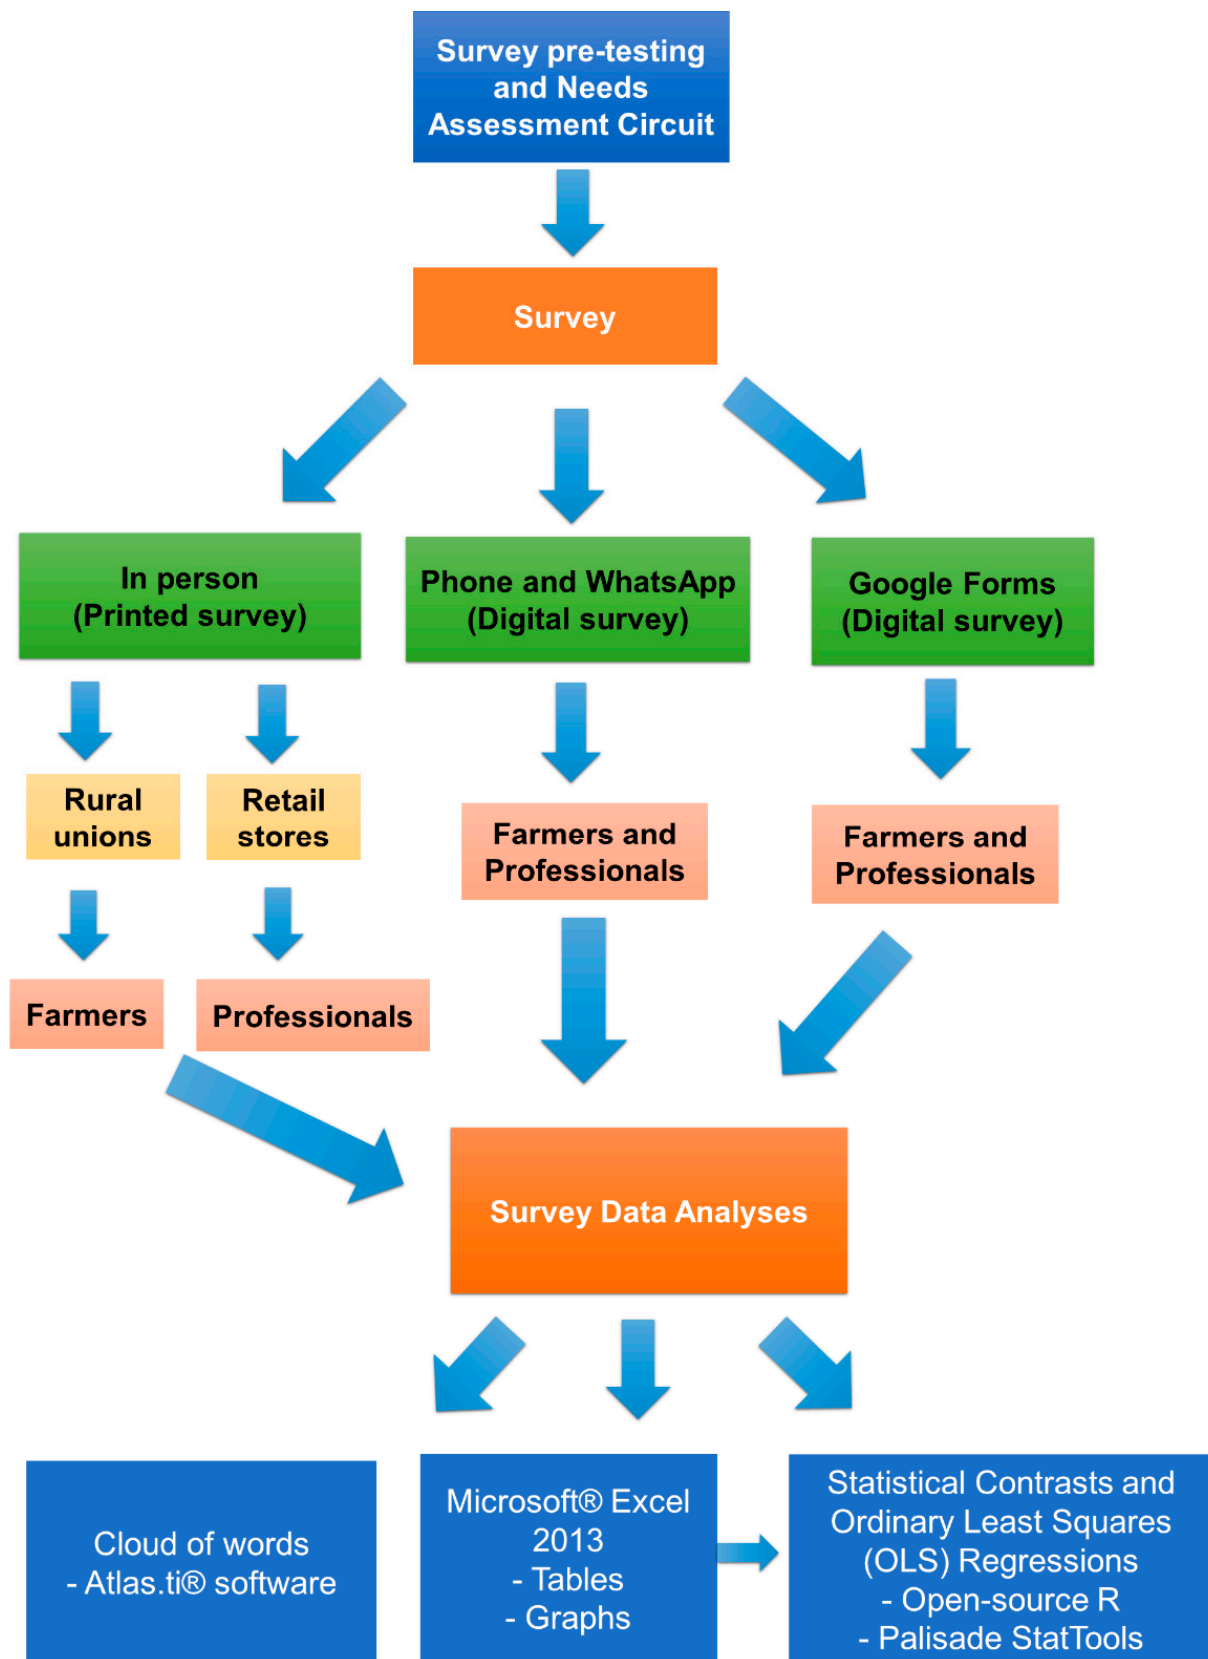 Survey pre-testing
and Needs
Assessment Circuit
Survey
In person
(Printed survey)
Phone and WhatsApp
(Digital survey)
Google Forms
(Digital survey)
Rural
unions
Retail
stores
Farmers and
Professionals
Farmers and
Professionals
Farmers
Professionals
Survey Data Analyses
Cloud of words
- Atlas.ti® software
Microsoft® Excel
2013
- Tables
- Graphs
Statistical Contrasts and
Ordinary Least Squares
(OLS) Regressions
- Open-source R
- Palisade StatTools